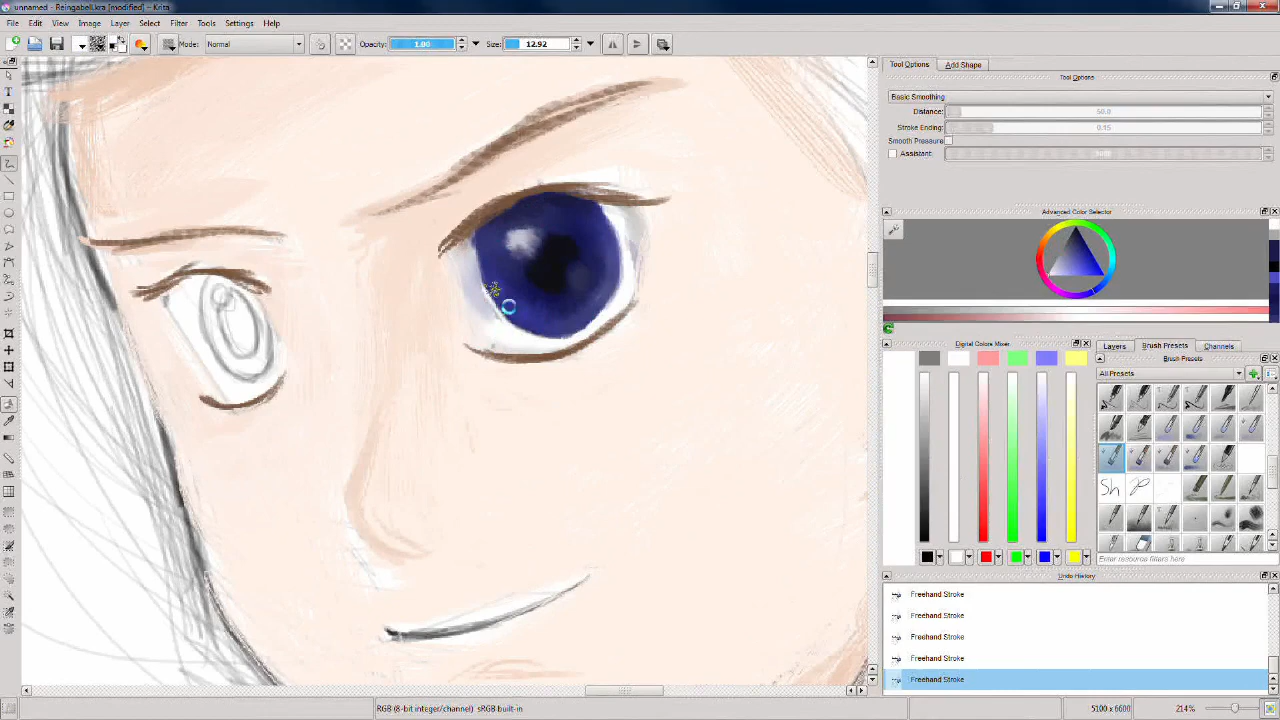 unnamed - Reingabell.kra [modified] - Krita
File Edit View Image Layer Select Filter Tools Settings Help
Mode: Normal Opacity: 1.00 Size: 12.92
Tool Options Add Shape
Tool Options
Basic Smoothing
Distance: 50.0
Stroke Ending: 0.15
Smooth Pressure
Assistant:
Advanced Color Selector
Digital Colors Mixer
Layers Brush Presets Channels
Brush Presets
All Presets
Sh
Enter resource filters here
Undo History
Freehand Stroke
Freehand Stroke
Freehand Stroke
Freehand Stroke
Freehand Stroke
RGB (8-bit integer/channel) sRGB built-in
5100 x 6600
214%